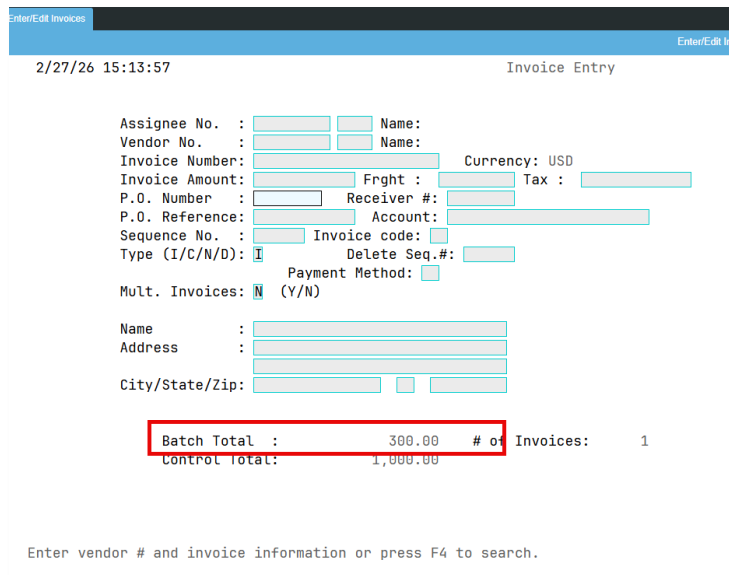 Enter/Edit Invoices
Enter/Edit
2/27/26 15:13:57 Invoice Entry
Assignee No. : Name:
Vendor No. : Name:
Invoice Number: Currency: USD
Invoice Amount: Frght : Tax :
P.O. Number : Receiver #:
P.O. Reference: Account:
Sequence No. : Invoice code:
Type (I/C/N/D): I Delete Seq.#:
Payment Method:
Mult. Invoices: N (Y/N)
Name :
Address :
City/State/Zip:
Batch Total : 300.00 # of Invoices: 1
Control Total: 1,000.00
Enter vendor # and invoice information or press F4 to search.